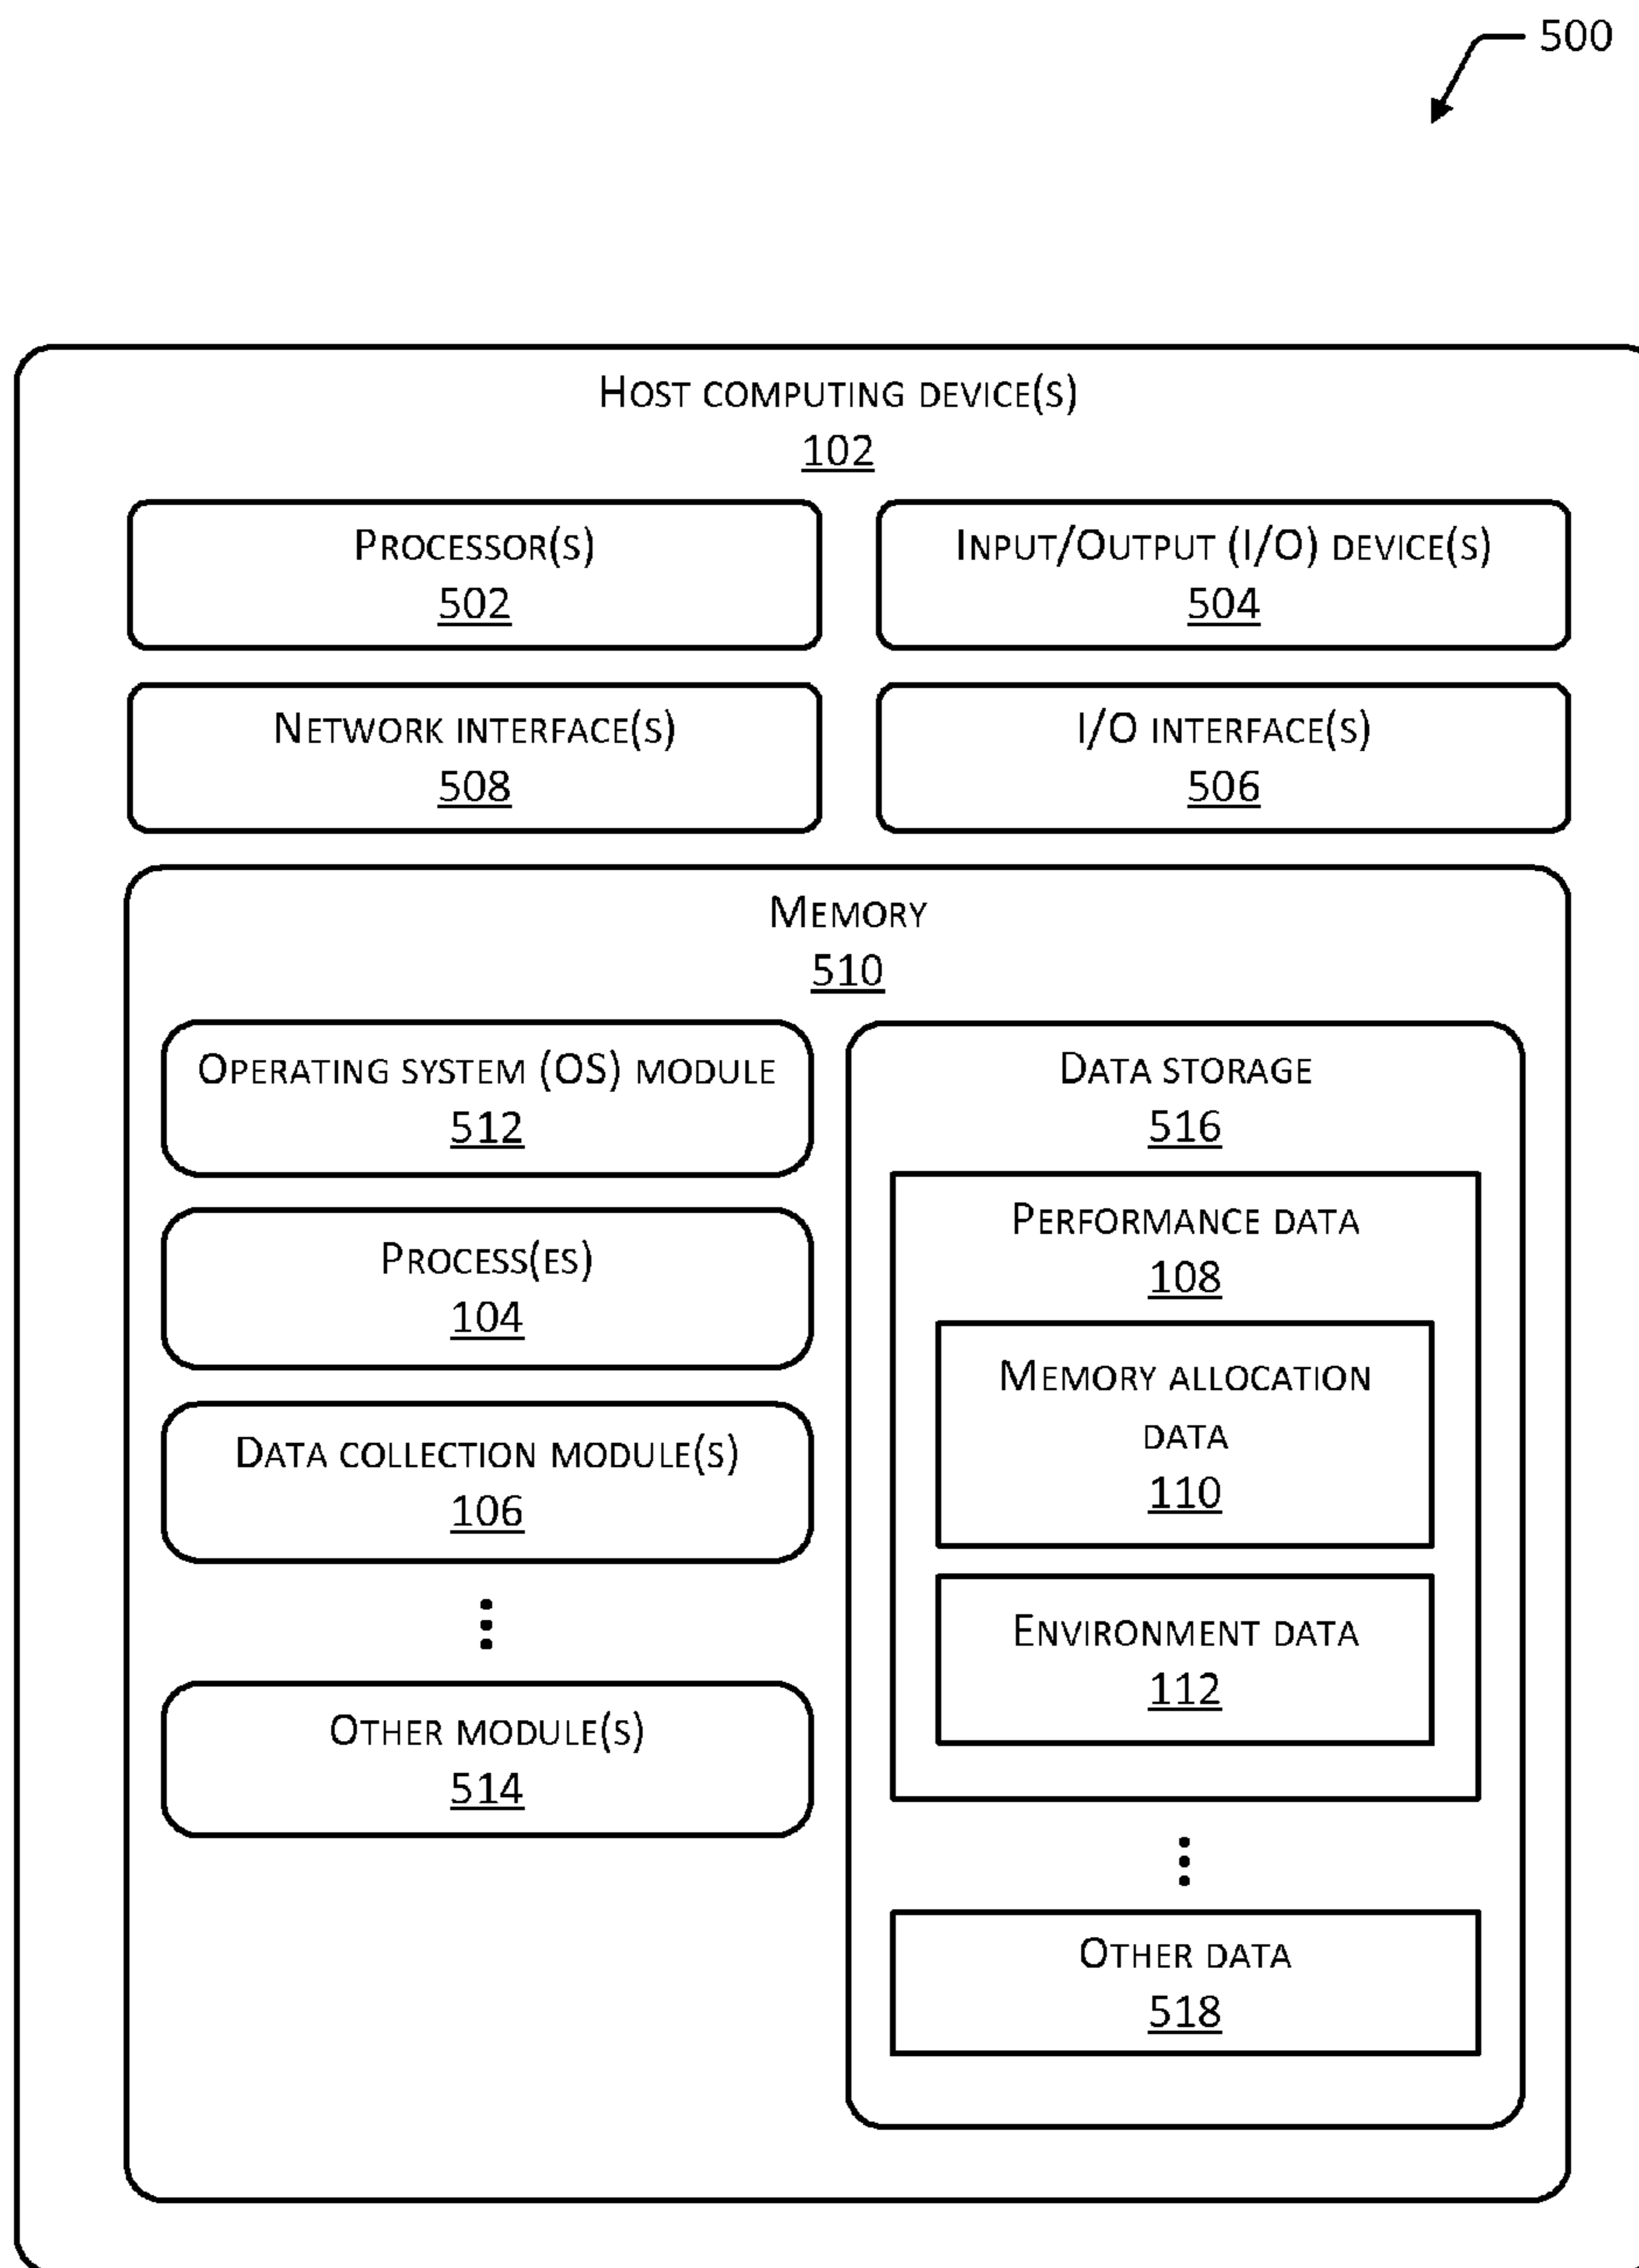 500
Host computing device(s)
102
Processor(s)
502
Input/Output (I/O) device(s)
504
Network interface(s)
508
I/O interface(s)
506
Memory
510
Operating system (OS) module
512
Process(es)
104
Data collection module(s)
106
Other module(s)
514
Data storage
516
Performance data
108
Memory allocation
data
110
Environment data
112
Other data
518